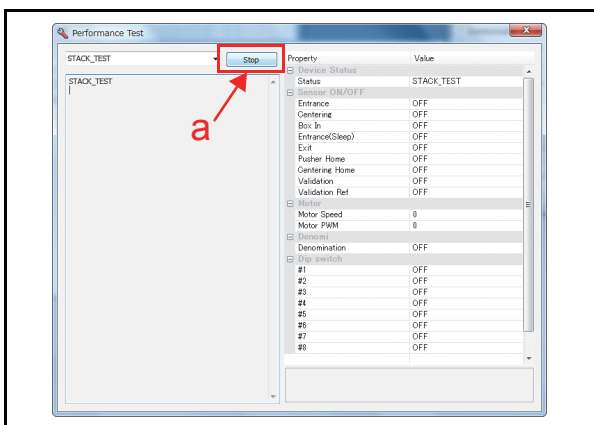 Performance Test
STACK_TEST
Stop
STACK_TEST
a
Property Value
Device Status
Status STACK_TEST
Sensor ON/OFF
Entrance OFF
Centering OFF
Box In OFF
Entrance(Sleep) OFF
Exit OFF
Pusher Home OFF
Centering Home OFF
Validation OFF
Validation Ref OFF
Motor
Motor Speed 0
Motor PWM 0
Denomi
Denomination OFF
Dip switch
#1 OFF
#2 OFF
#3 OFF
#4 OFF
#5 OFF
#6 OFF
#7 OFF
#8 OFF